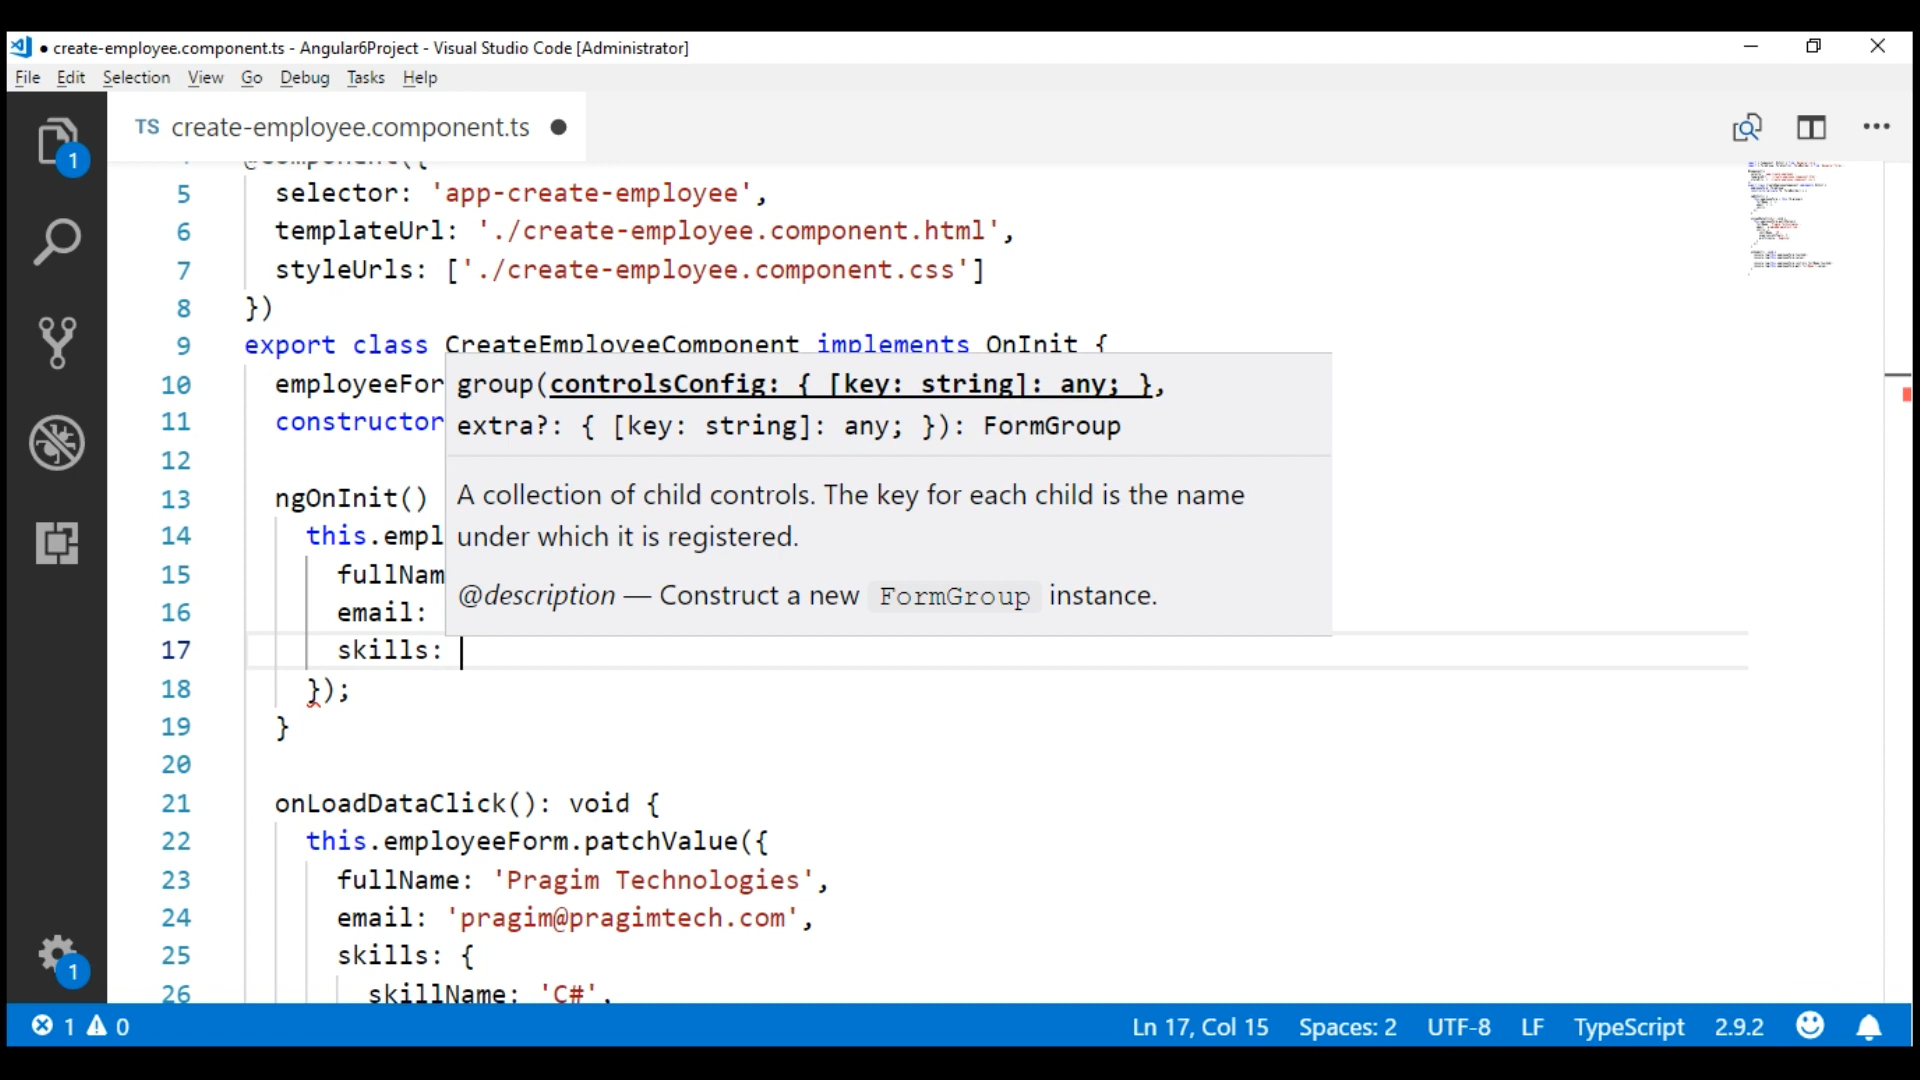 ● create-employee.component.ts - Angular6Project - Visual Studio Code [Administrator]
File Edit Selection View Go Debug Tasks Help
TS create-employee.component.ts ●
@Component({
5 selector: 'app-create-employee',
6 templateUrl: './create-employee.component.html',
7 styleUrls: ['./create-employee.component.css']
8 })
9 export class CreateEmployeeComponent implements OnInit {
10 employeeFor
11 constructor
12
13 ngOnInit()
14 this.empl
15 fullNam
16 email:
17 skills:
18 });
19 }
20
21 onLoadDataClick(): void {
22 this.employeeForm.patchValue({
23 fullName: 'Pragim Technologies',
24 email: 'pragim@pragimtech.com',
25 skills: {
26 skillName: 'C#',
group(controlsConfig: { [key: string]: any; },
extra?: { [key: string]: any; }): FormGroup
A collection of child controls. The key for each child is the name
under which it is registered.
@description — Construct a new FormGroup instance.
1
1
1 0 Ln 17, Col 15 Spaces: 2 UTF-8 LF TypeScript 2.9.2